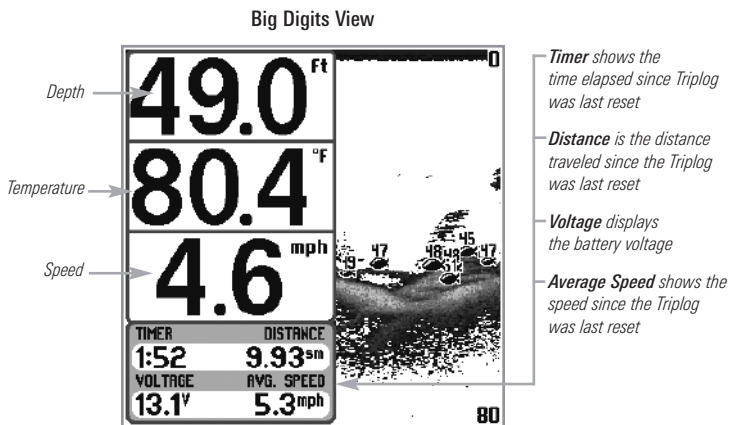 Big Digits View
Depth
49.0 Ft
Temperature
80.4 °F
Speed
4.6 mph
TIMER DISTANCE
1:52 9.93sm
VOLTAGE AVG. SPEED
13.1V 5.3mph
0
45
47 48 48 47
49
80
Timer shows the
time elapsed since Triplog
was last reset
Distance is the distance
traveled since the Triplog
was last reset
Voltage displays
the battery voltage
Average Speed shows the
speed since the Triplog
was last reset